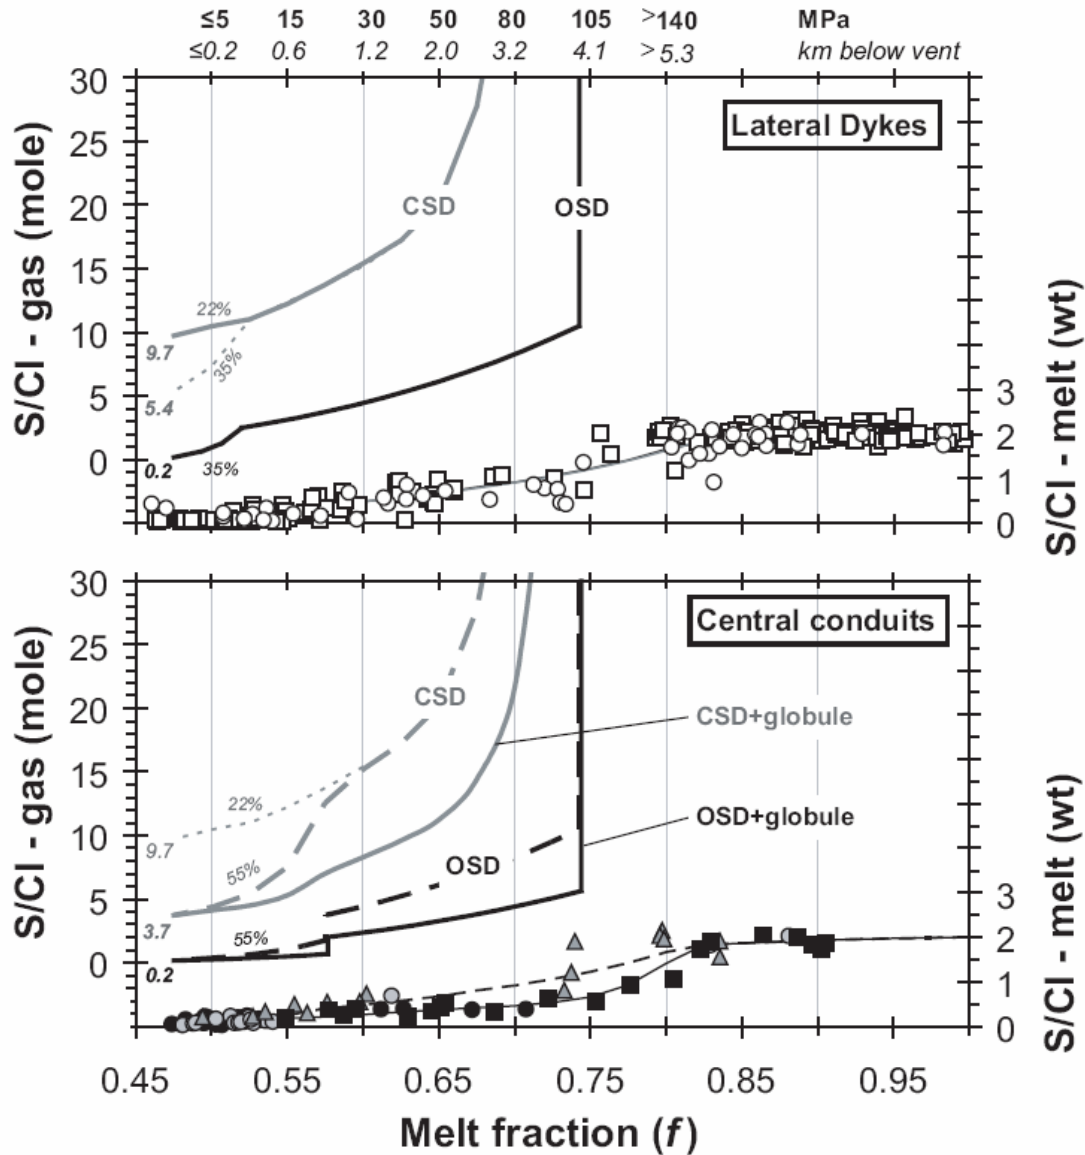 ≤5 15 30 50 80 105 >140 MPa
≤0.2 0.6 1.2 2.0 3.2 4.1 >5.3 km below vent
Lateral Dykes
S/Cl - gas (mole)
30
25
20
15
10
5
0
CSD
OSD
22%
35%
9.7
5.4
0.2
35%
3
2
1
0
S/Cl - melt (wt)
Central conduits
S/Cl - gas (mole)
30
25
20
15
10
5
0
CSD
CSD+globule
OSD+globule
OSD
22%
9.7
55%
3.7
55%
0.2
3
2
1
0
S/Cl - melt (wt)
0.45 0.55 0.65 0.75 0.85 0.95
Melt fraction (f)